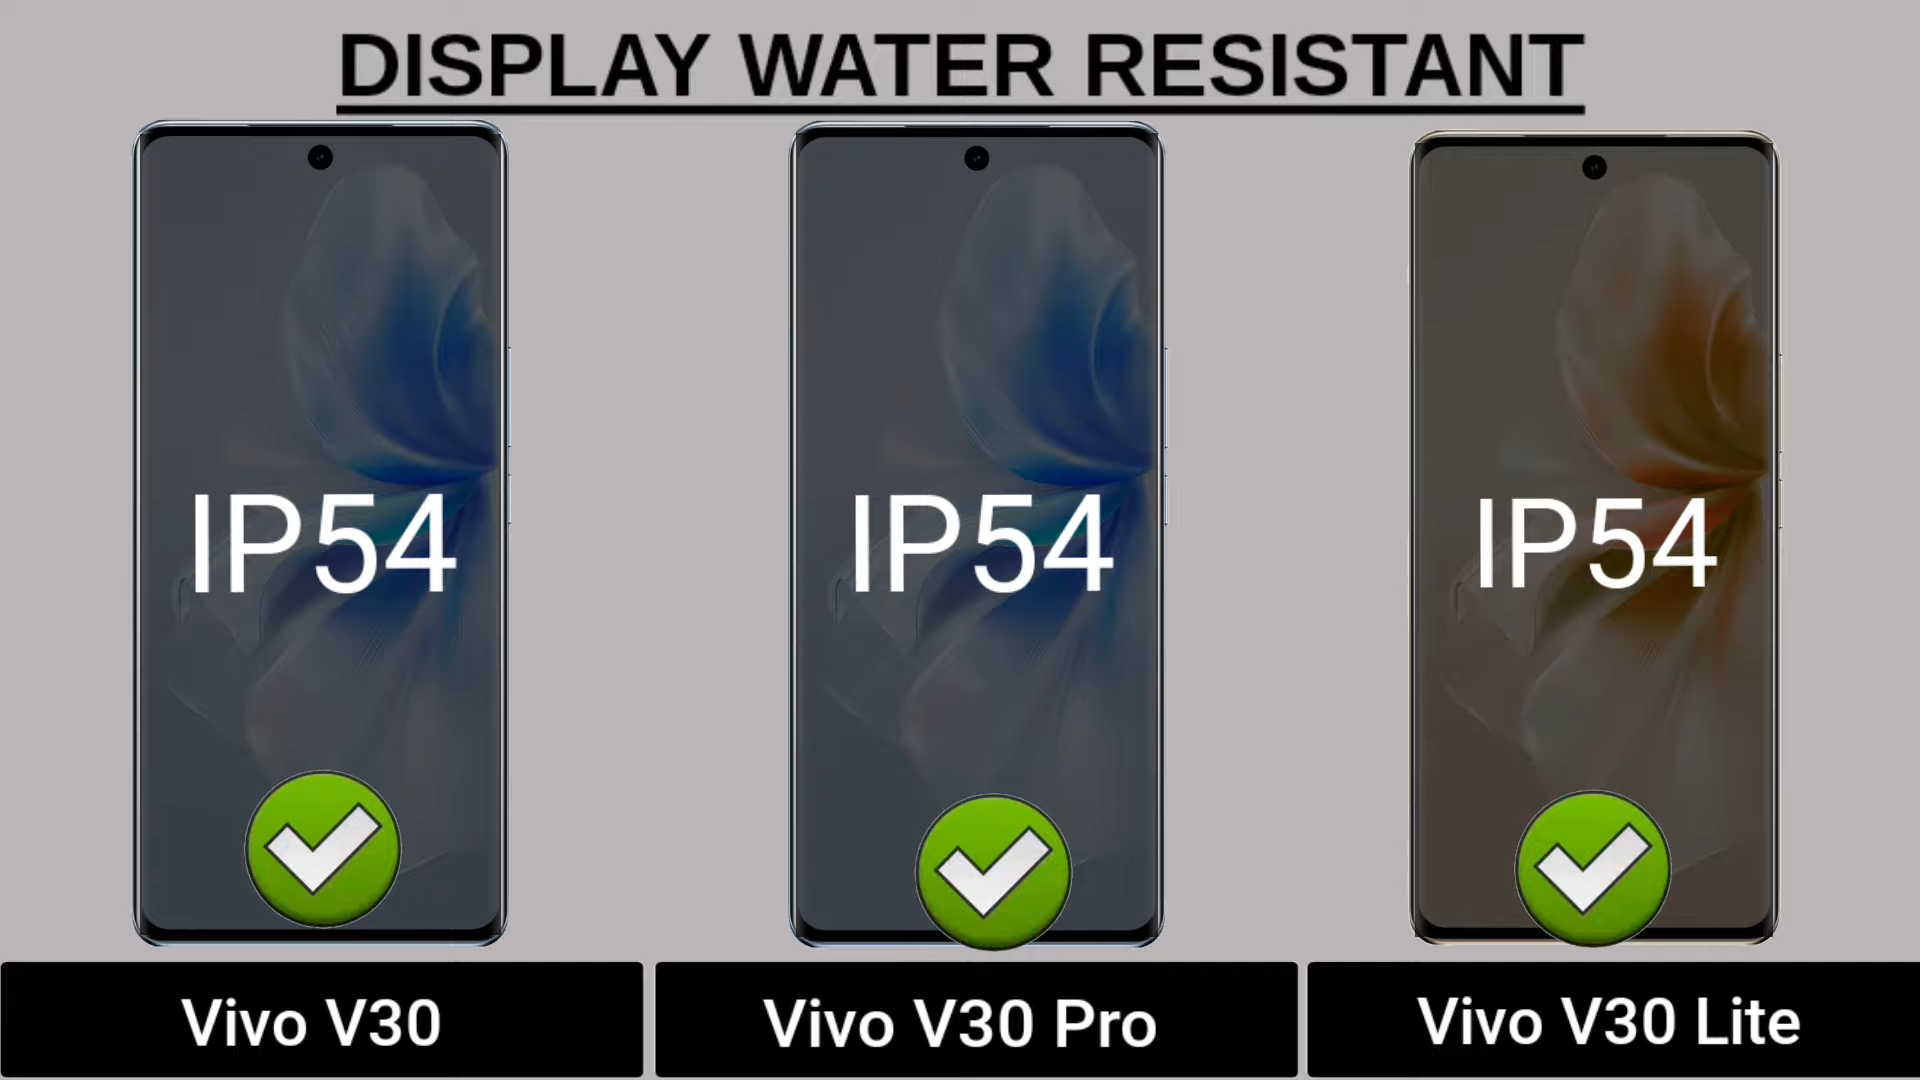 DISPLAY WATER RESISTANT
IP54
IP54
IP54
Vivo V30
Vivo V30 Pro
Vivo V30 Lite